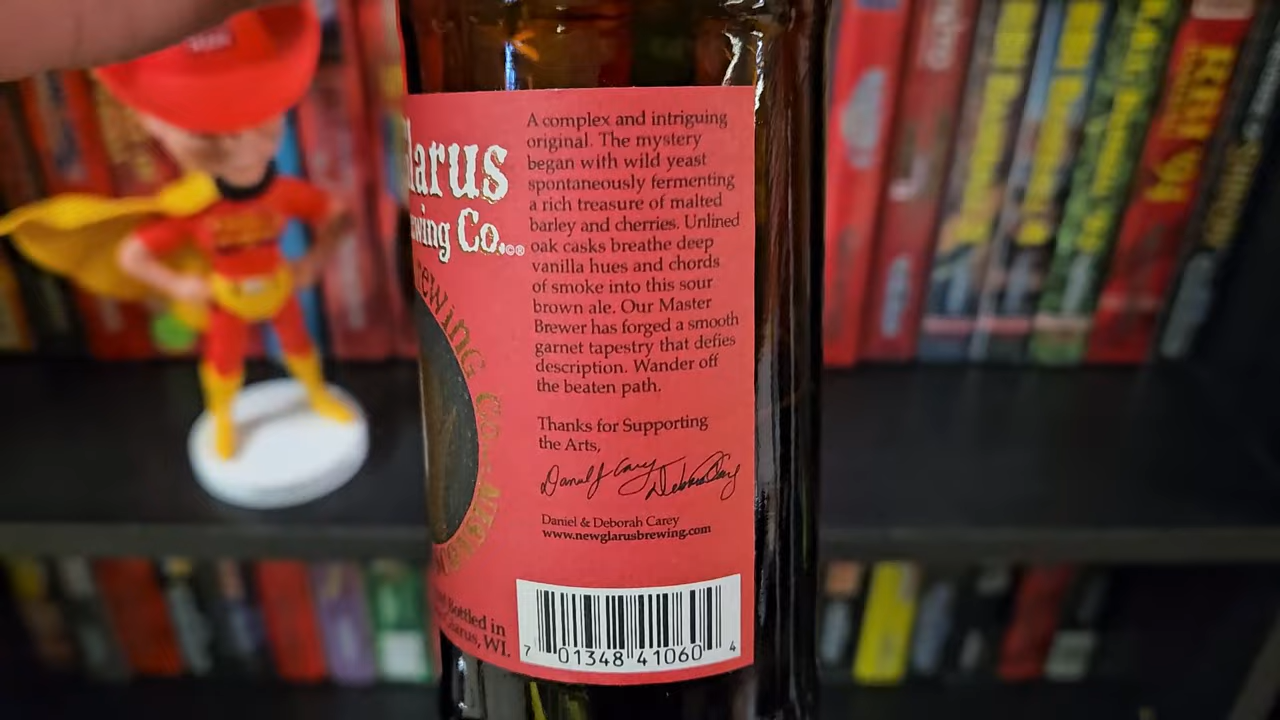 larus
wing Co.
ewing Co.
A complex and intriguing
original. The mystery
began with wild yeast
spontaneously fermenting
a rich treasure of malted
barley and cherries. Unlined
oak casks breathe deep
vanilla hues and chords
of smoke into this sour
brown ale. Our Master
Brewer has forged a smooth
garnet tapestry that defies
description. Wander off
the beaten path.
Thanks for Supporting
the Arts,
Daniel & Deborah Carey
www.newglarusbrewing.com
Bottled in
larus, WI.
7 01348 41060 4